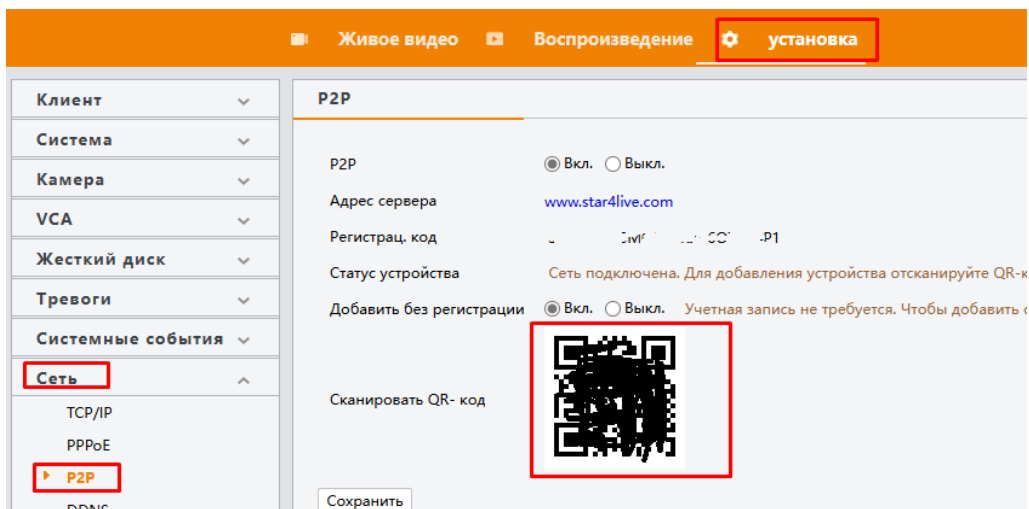 Живое видео Воспроизведение установка
Клиент
Система
Камера
VCA
Жесткий диск
Тревоги
Системные события
Сеть
TCP/IP
PPPoE
P2P
DDNS
P2P
P2P Вкл. Выкл.
Адрес сервера www.star4live.com
Регистрац. код -P1
Статус устройства Сеть подключена. Для добавления устройства отсканируйте QR-к
Добавить без регистрации Вкл. Выкл. Учетная запись не требуется. Чтобы добавить
Сканировать QR- код
Сохранить